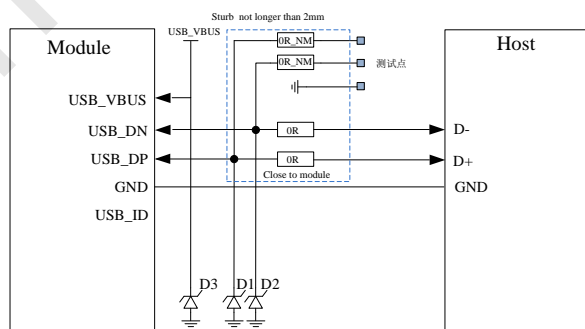 Sturb not longer than 2mm
USB_VBUS
Module
Host
0R_NM
0R_NM
测试点
USB_VBUS
USB_DN
0R
D-
USB_DP
0R
D+
Close to module
GND
GND
USB_ID
D3
D1
D2